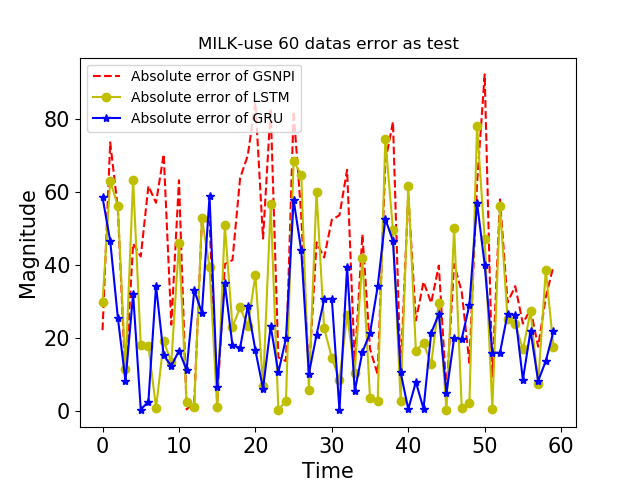 MILK-use 60 datas error as test
Absolute error of GSNPI
Absolute error of LSTM
Absolute error of GRU
Magnitude
80
60
40
20
0
0 10 20 30 40 50 60
Time